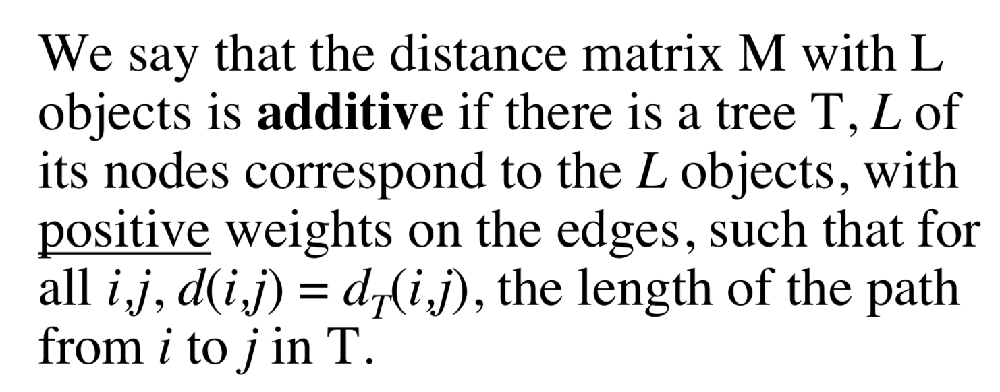 We say that the distance matrix M with L
objects is additive if there is a tree T, L of
its nodes correspond to the L objects, with
positive weights on the edges, such that for
all i,j, d(i,j) = d_T(i,j), the length of the path
from i to j in T.